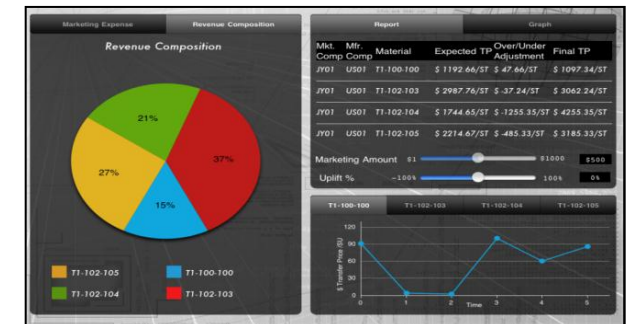 Marketing Expense
Revenue Composition
Revenue Composition
21%
37%
27%
15%
T1-102-105
T1-100-100
T1-102-104
T1-102-103
Report
Graph
Mkt. Comp Mfr. Comp Material Expected TP Over/Under Adjustment Final TP
JY01 US01 T1-100-100 $ 1192.66/ST $ 47.66/ST $ 1097.34/ST
JY01 US01 T1-102-103 $ 2987.76/ST $ -37.24/ST $ 3062.24/ST
JY01 US01 T1-102-104 $ 1744.65/ST $ -1255.35/ST $ 4255.35/ST
JY01 US01 T1-102-105 $ 2214.67/ST $ -485.33/ST $ 3185.33/ST
Marketing Amount $1 $1000 $500
Uplift % -100% 100% 0%
T1-100-100
T1-102-103
T1-102-104
T1-102-105
$ Transfer Price /SU
120
90
60
30
0
0 1 2 3 4 5
Time